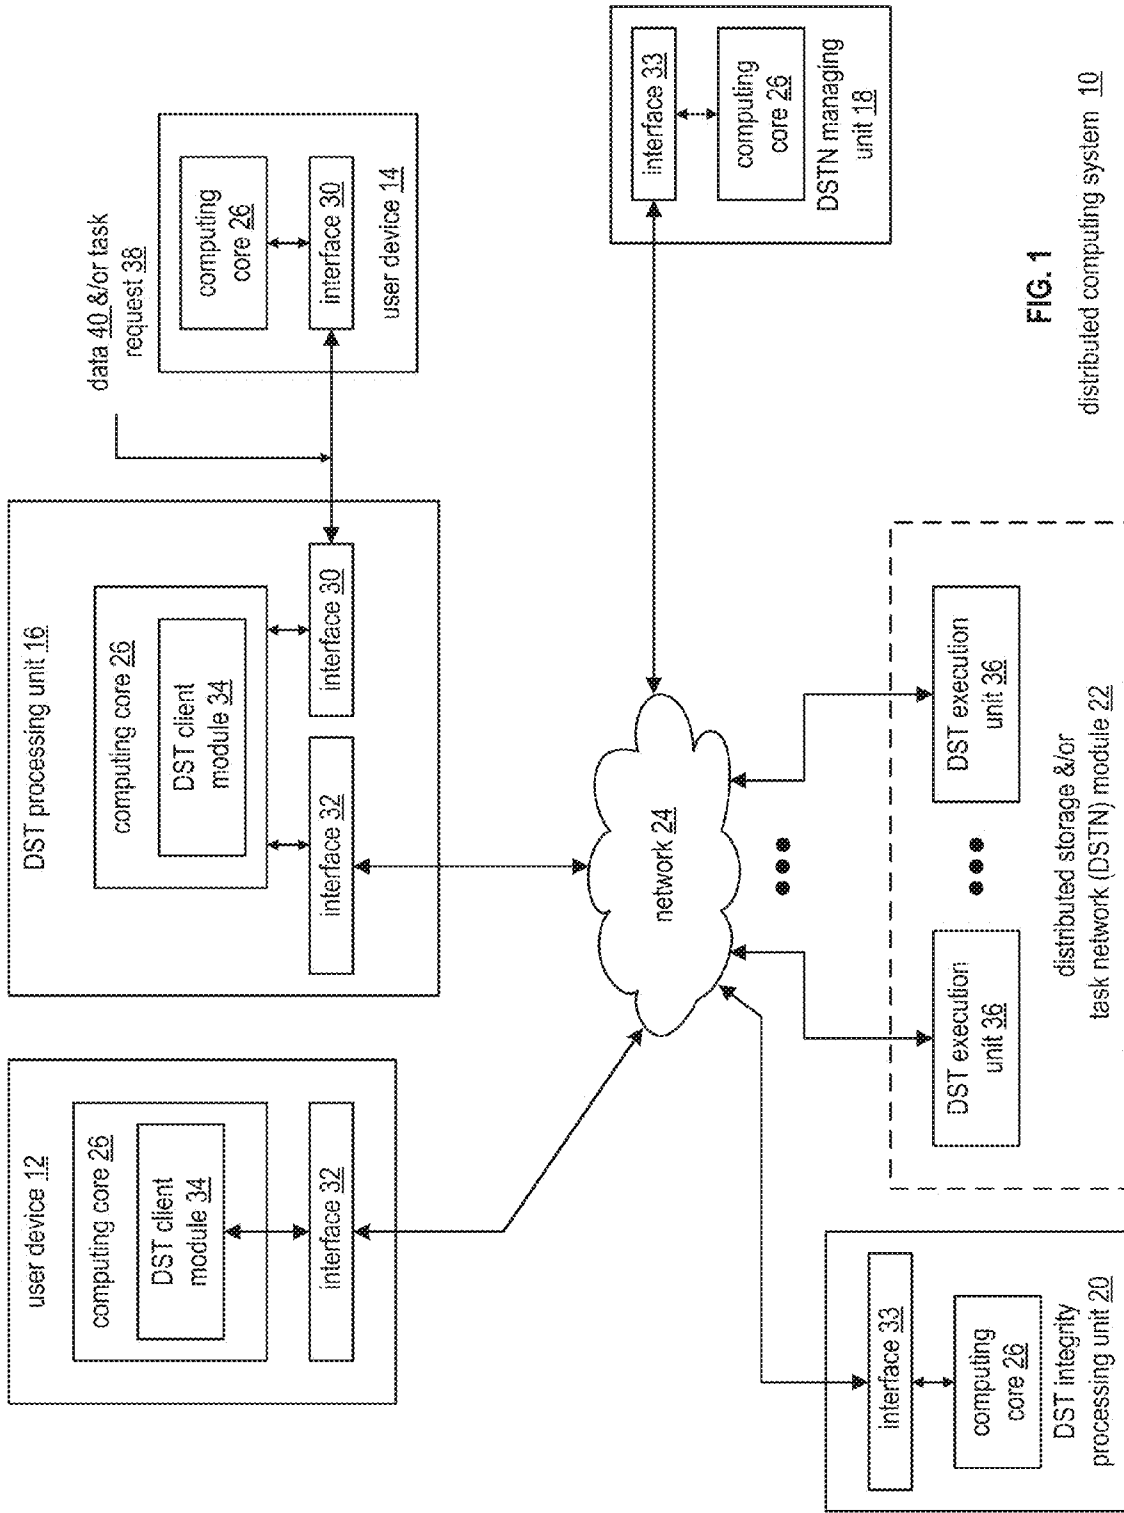 user device 12
computing core 26
DST client
module 34
interface 32
DST processing unit 16
computing core 26
DST client
module 34
interface 32
interface 30
data 40 &/or task
request 38
computing
core 26
interface 30
user device 14
network 24
interface 33
computing
core 26
DSTN managing
unit 18
interface 33
computing
core 26
DST integrity
processing unit 20
DST execution
unit 36
DST execution
unit 36
distributed storage &/or
task network (DSTN) module 22
FIG. 1
distributed computing system 10